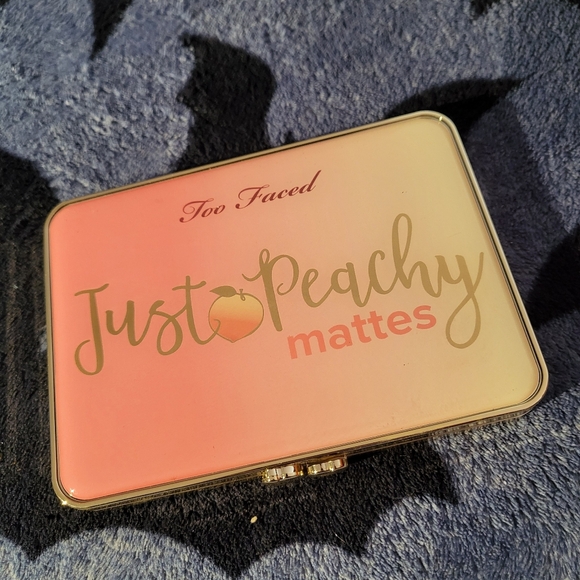 Too Faced
Just Peachy
mattes